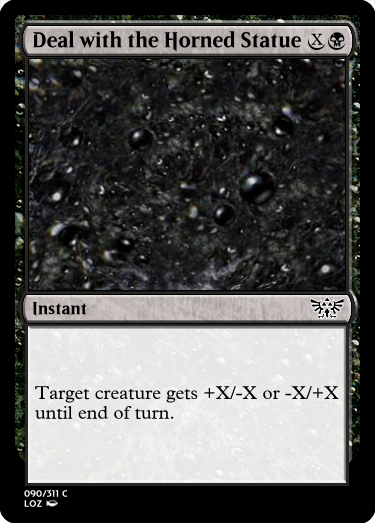 Deal with the Horned Statue X
Instant
Target creature gets +X/-X or -X/+X
until end of turn.
090/311 C
LOZ